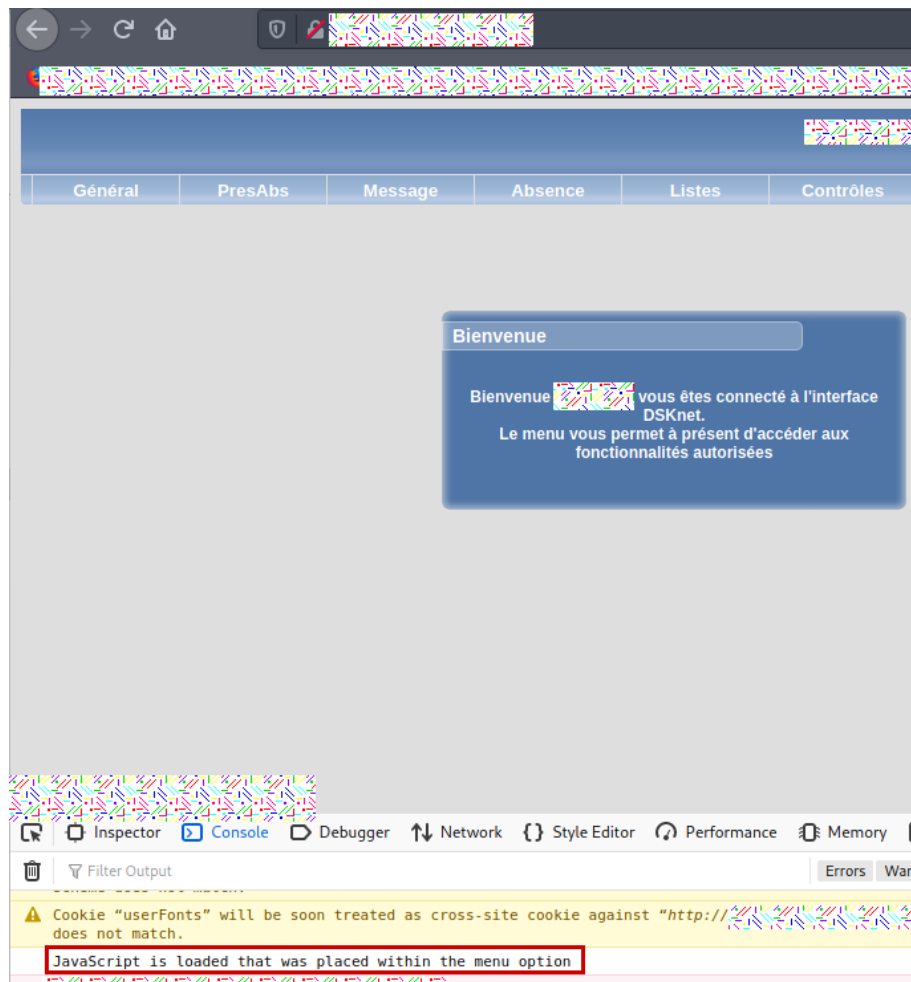 Général PresAbs Message Absence Listes Contrôles
Bienvenue
Bienvenue vous êtes connecté à l'interface
DSKnet.
Le menu vous permet à présent d'accéder aux
fonctionnalités autorisées
Inspector Console Debugger Network Style Editor Performance Memory
Filter Output Errors
Cookie “userFonts” will be soon treated as cross-site cookie against “http://
does not match.
JavaScript is loaded that was placed within the menu option